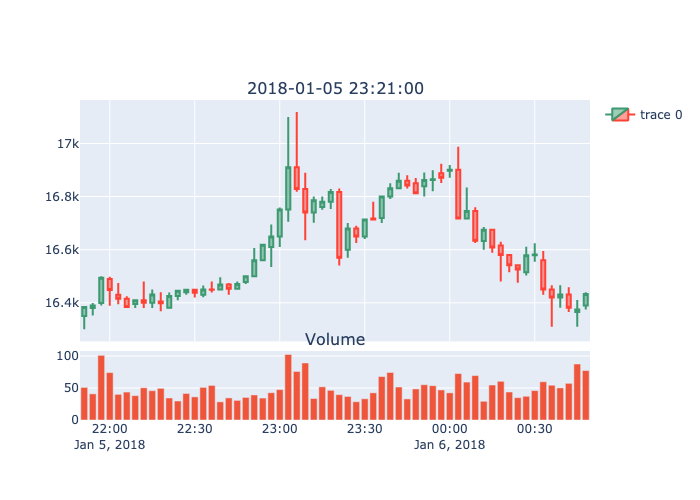 2018-01-05 23:21:00
trace 0
17k
16.8k
16.6k
16.4k
Volume
100
50
0
22:00 22:30 23:00 23:30 00:00 00:30
Jan 5, 2018 Jan 6, 2018